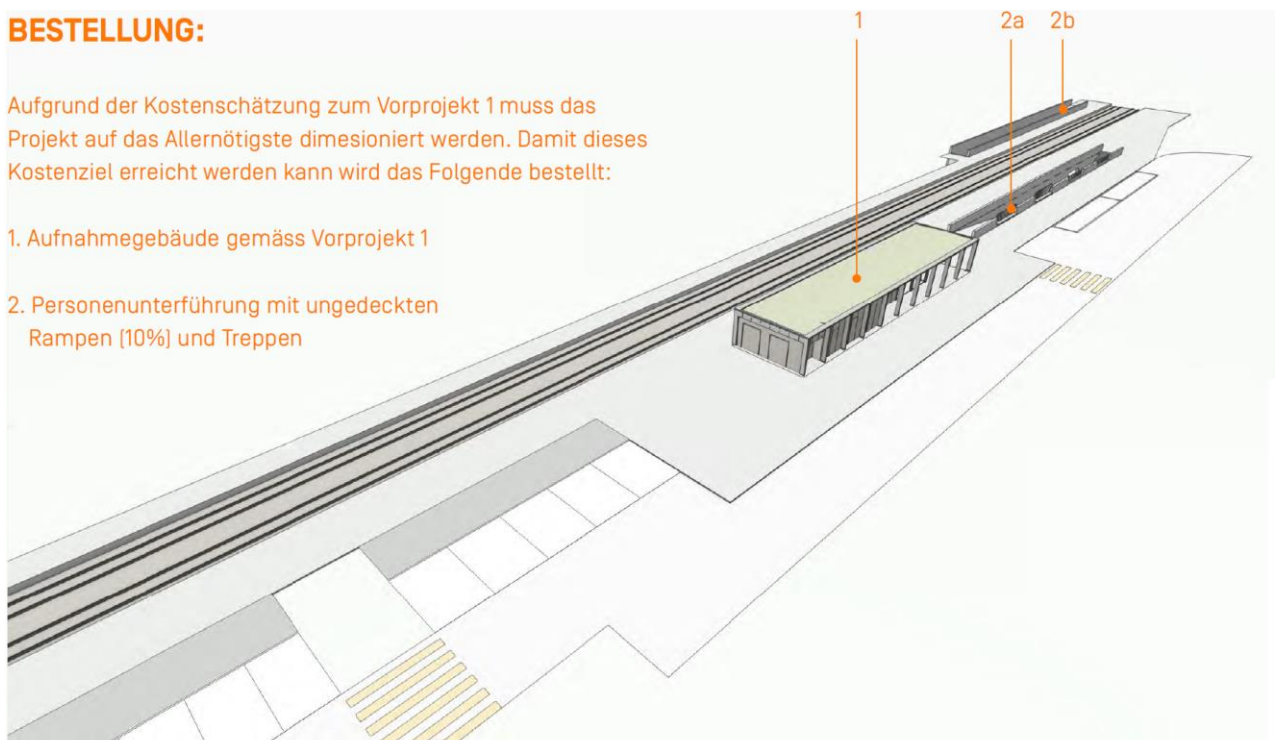 BESTELLUNG:
1
2a
2b
Aufgrund der Kostenschätzung zum Vorprojekt 1 muss das
Projekt auf das Allernötigste dimesioniert werden. Damit dieses
Kostenziel erreicht werden kann wird das Folgende bestellt:
1. Aufnahmegebäude gemäss Vorprojekt 1
2. Personenunterführung mit ungedeckten
Rampen (10%) und Treppen